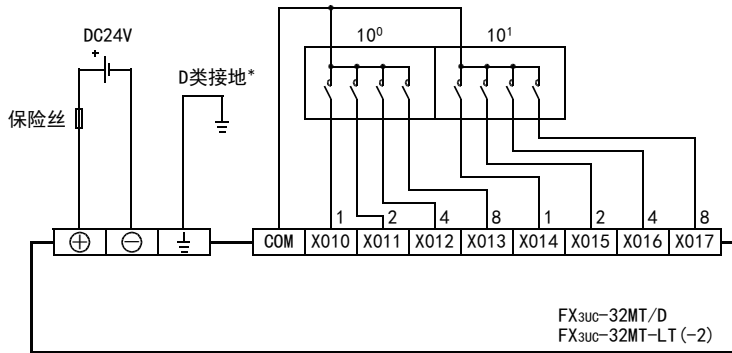 DC24V
+
保险丝
D类接地*
10⁰ 10¹
1 2 4 8 1 2 4 8
⊕ ⊖ COM X010 X011 X012 X013 X014 X015 X016 X017
FX3UC-32MT/D
FX3UC-32MT-LT(-2)